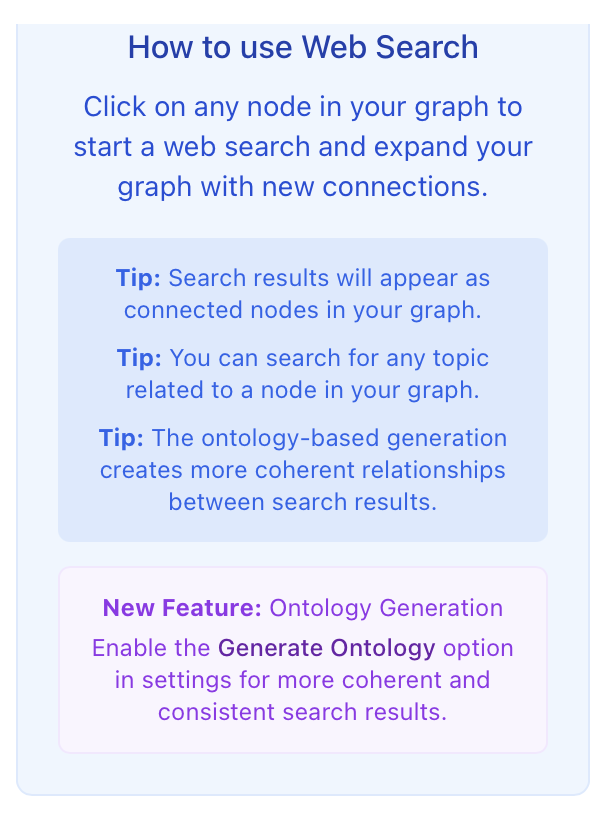 How to use Web Search
Click on any node in your graph to
start a web search and expand your
graph with new connections.
Tip: Search results will appear as
connected nodes in your graph.
Tip: You can search for any topic
related to a node in your graph.
Tip: The ontology-based generation
creates more coherent relationships
between search results.
New Feature: Ontology Generation
Enable the Generate Ontology option
in settings for more coherent and
consistent search results.